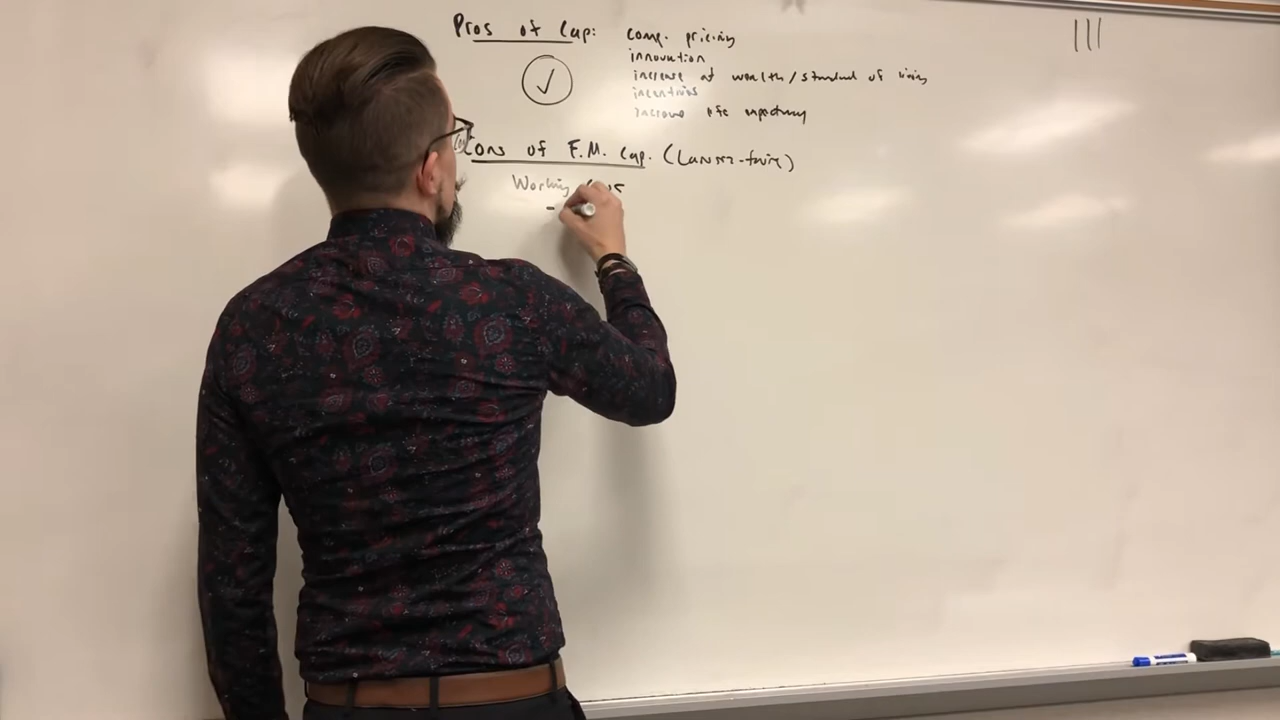 Pros of Cap:
comp. pricing
innovation
increase of wealth/standard of living
incentives
increase life expectancy
Cons of F.M. Cap. (Laissez-faire)
Working
-
|||